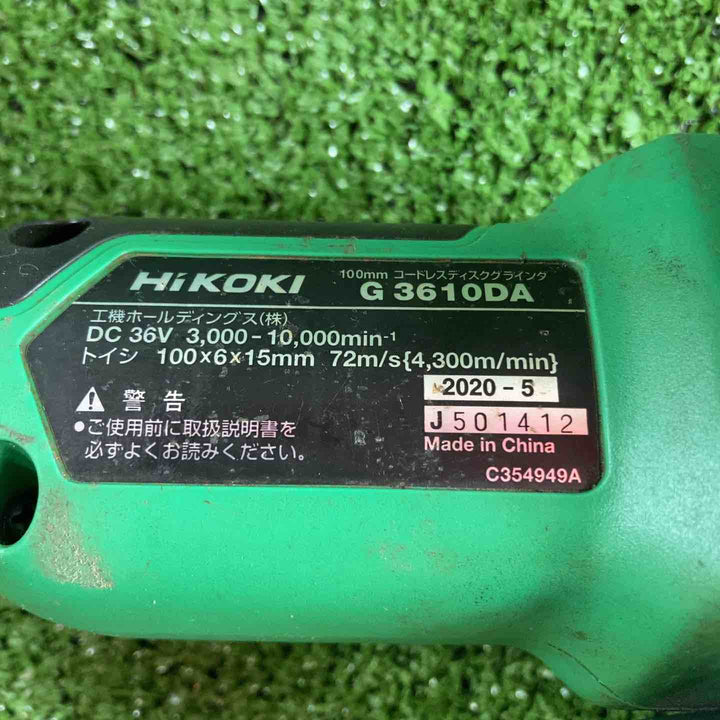 HiKOKI
100mm コードレスディスクグラインダ
G 3610DA
工機ホールディングス(株)
DC 36V 3,000-10,000min-1
トイシ 100×6×15mm 72m/s{4,300m/min}
2020-5
警告
J501412
●ご使用前に取扱説明書を
必ずよくお読みください。
Made in China
C354949A